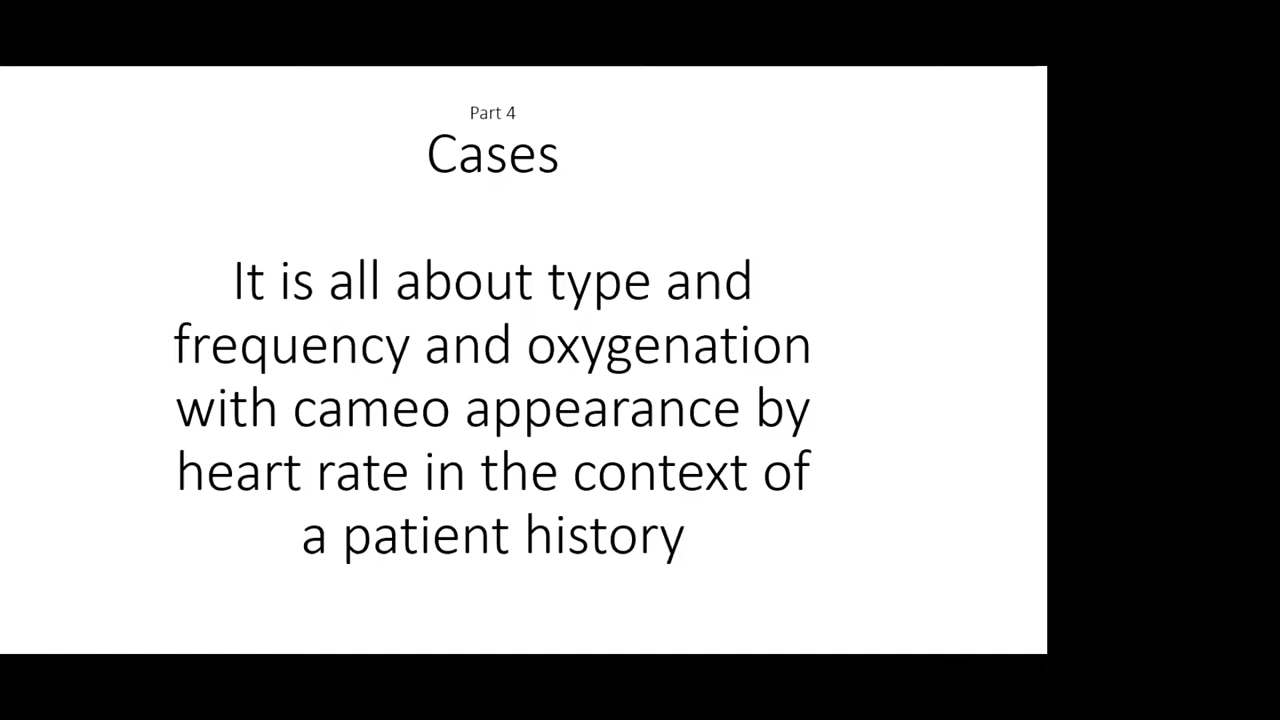 Part 4
Cases
It is all about type and
frequency and oxygenation
with cameo appearance by
heart rate in the context of
a patient history